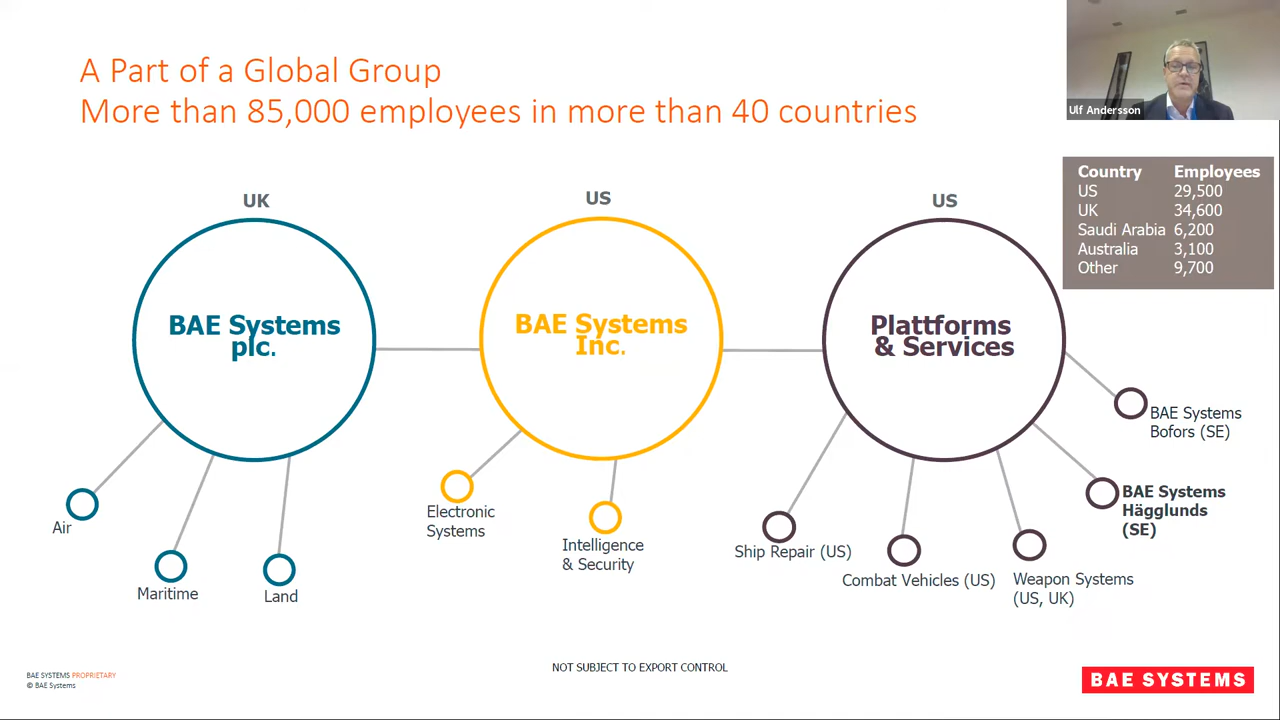 A Part of a Global Group
More than 85,000 employees in more than 40 countries
Ulf Andersson
Country Employees
US 29,500
UK 34,600
Saudi Arabia 6,200
Australia 3,100
Other 9,700
UK
US
US
BAE Systems
plc.
BAE Systems
Inc.
Plattforms
& Services
Air
Maritime
Land
Electronic
Systems
Intelligence
& Security
Ship Repair (US)
Combat Vehicles (US)
Weapon Systems
(US, UK)
BAE Systems
Hägglunds
(SE)
BAE Systems
Bofors (SE)
NOT SUBJECT TO EXPORT CONTROL
BAE SYSTEMS PROPRIETARY
© BAE Systems
BAE SYSTEMS